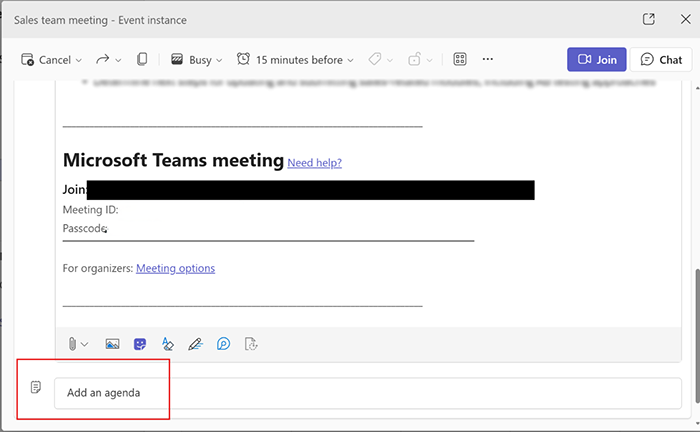 Sales team meeting - Event instance
Cancel Busy 15 minutes before Join Chat
Microsoft Teams meeting Need help?
Join:
Meeting ID:
Passcode:
For organizers: Meeting options
Add an agenda